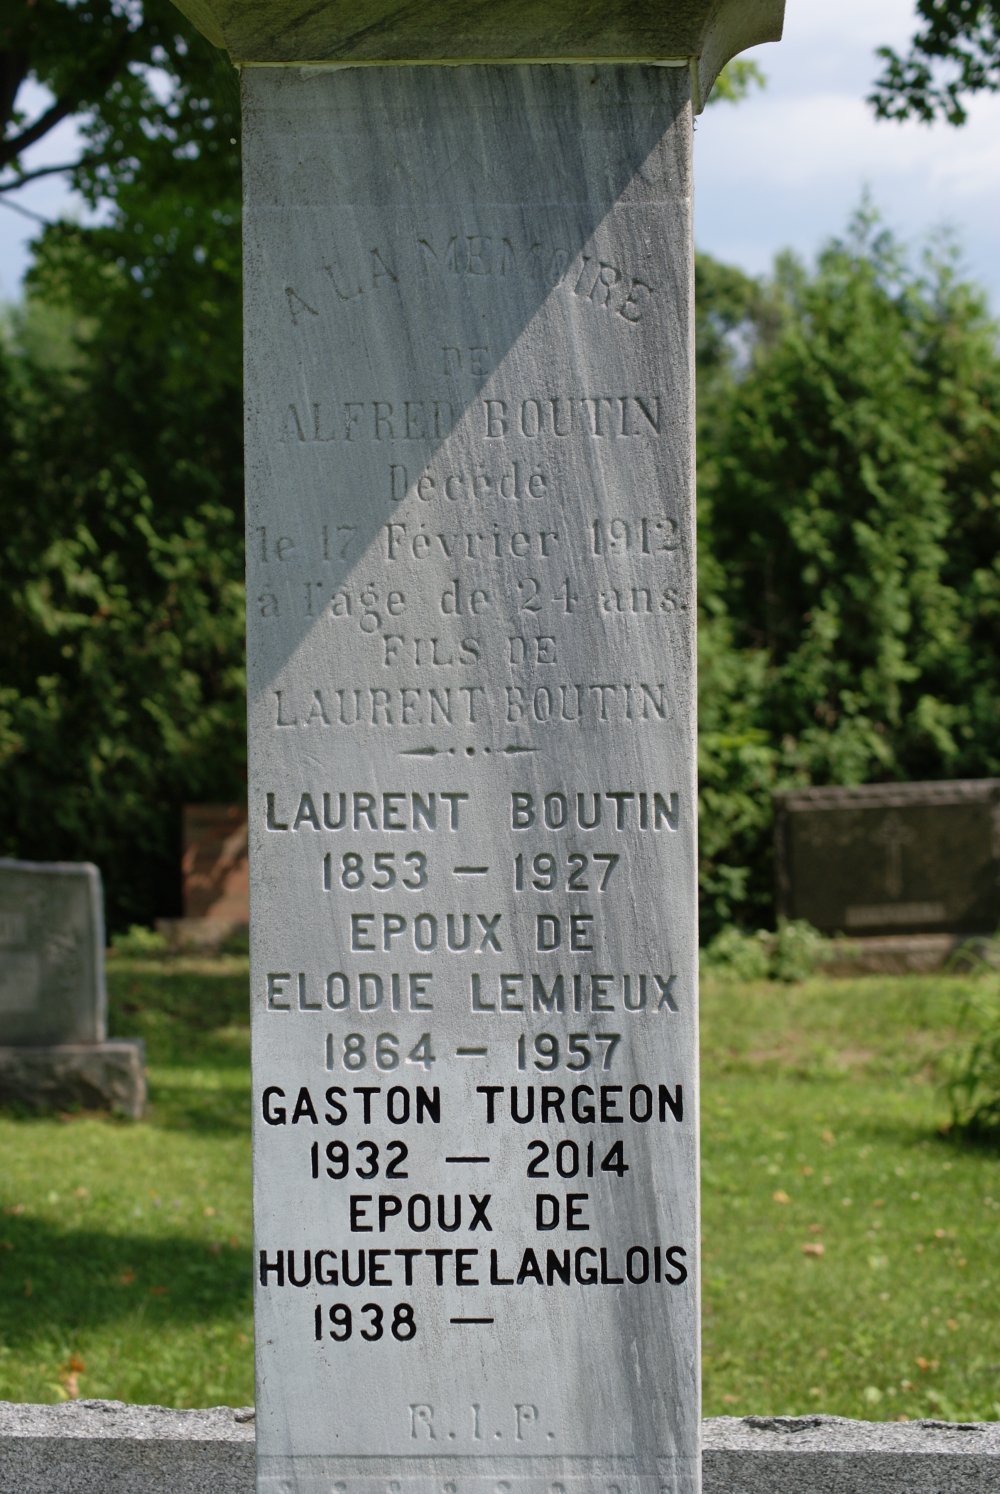 A LA MEMOIRE
DE
ALFRED BOUTIN
Décédé
le 17 Février 1912
à l'age de 24 ans.
FILS DE
LAURENT BOUTIN
LAURENT BOUTIN
1853 — 1927
EPOUX DE
ELODIE LEMIEUX
1864 — 1957
GASTON TURGEON
1932 — 2014
EPOUX DE
HUGUETTE LANGLOIS
1938 —
R.I.P.